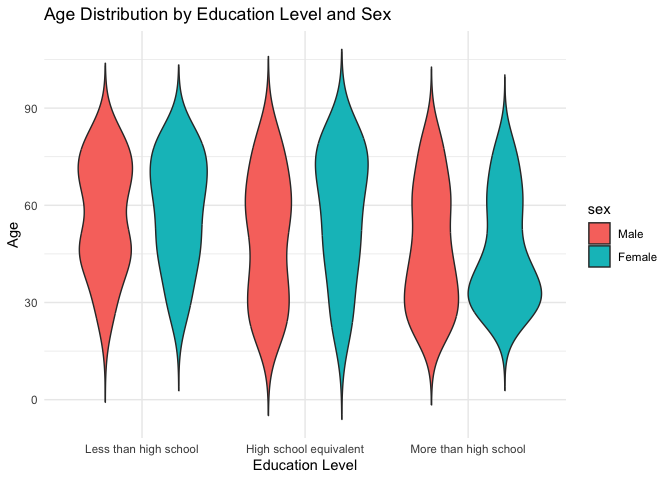 Age Distribution by Education Level and Sex
Age
90
60
30
0
Less than high school
High school equivalent
More than high school
Education Level
sex
Male
Female